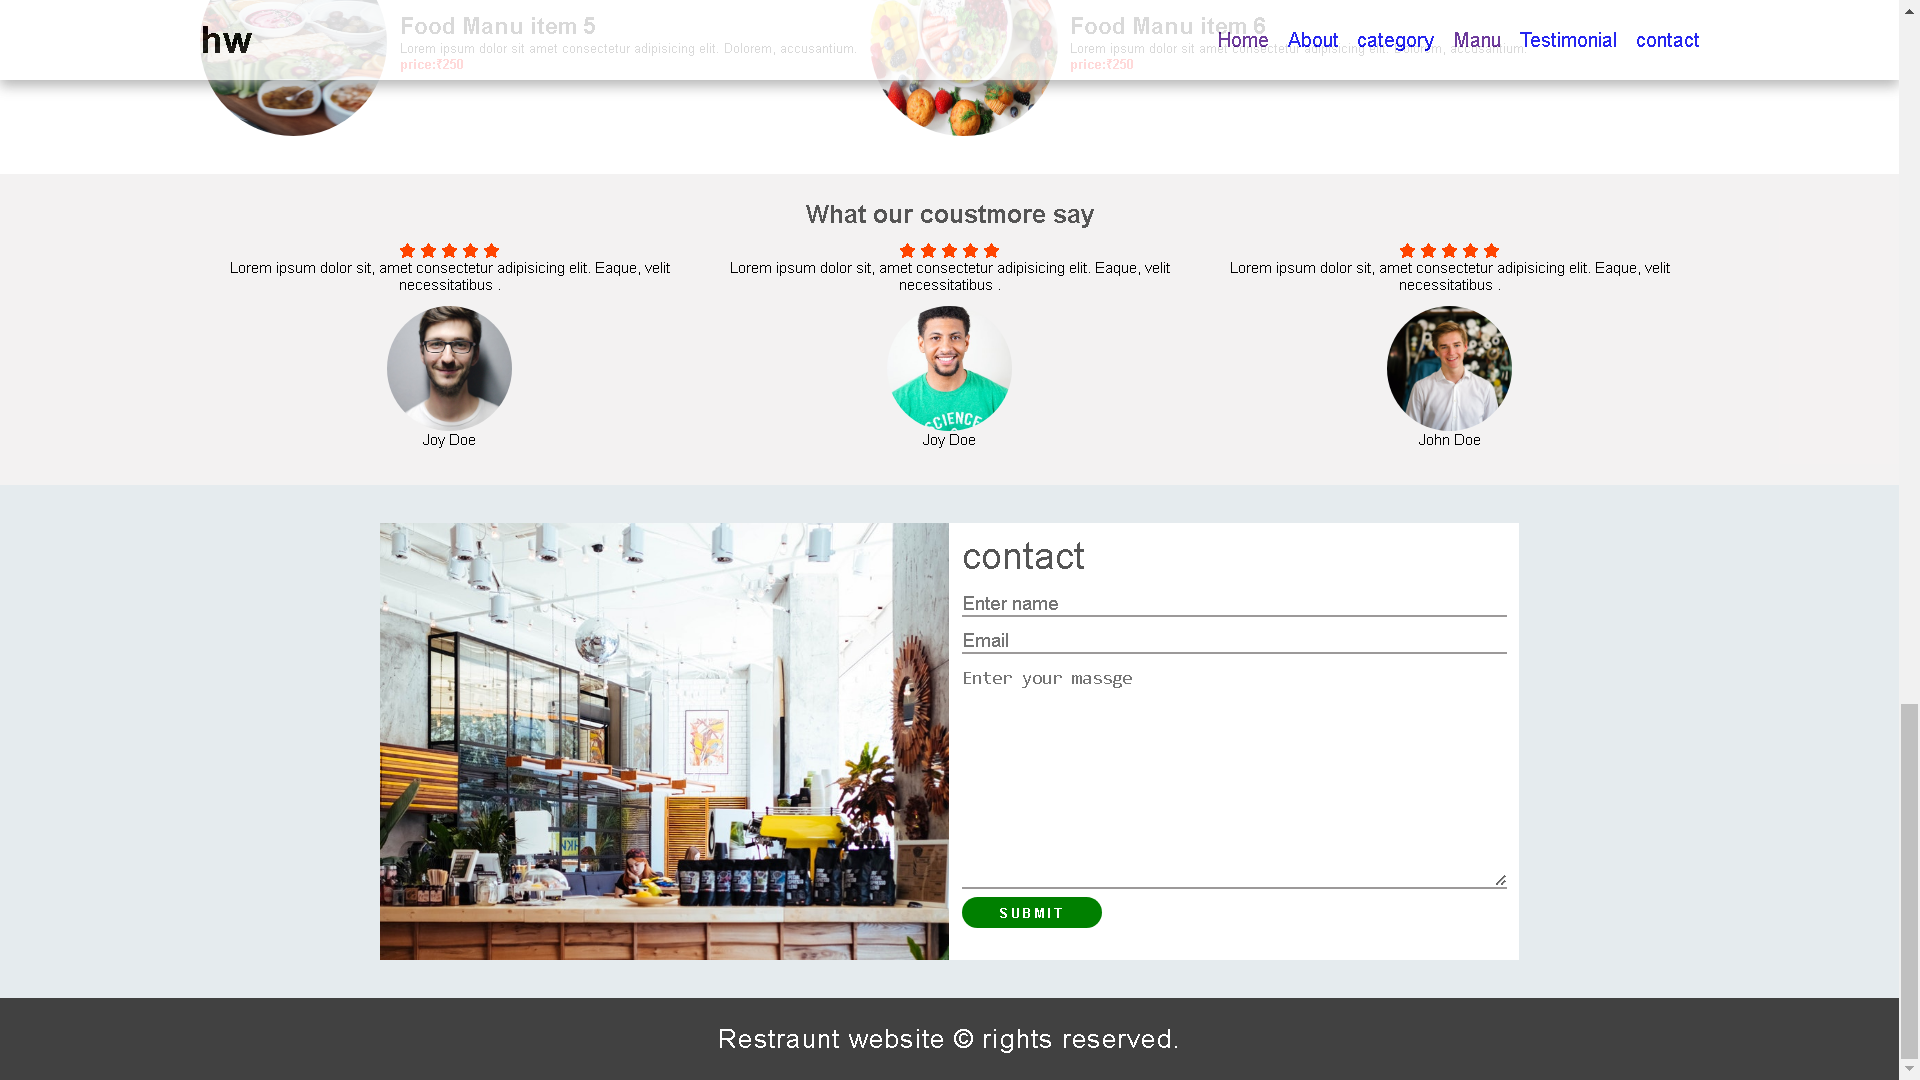 hw
Home About category Manu Testimonial contact
Food Manu item 5
Lorem ipsum dolor sit amet consectetur adipisicing elit. Dolorem, accusantium.
price:₹250
Food Manu item 6
Lorem ipsum dolor sit amet consectetur adipisicing elit. Dolorem, accusantium.
price:₹250
What our coustmore say
Lorem ipsum dolor sit, amet consectetur adipisicing elit. Eaque, velit
necessitatibus .
Joy Doe
Lorem ipsum dolor sit, amet consectetur adipisicing elit. Eaque, velit
necessitatibus .
SCIENCE
Joy Doe
Lorem ipsum dolor sit, amet consectetur adipisicing elit. Eaque, velit
necessitatibus .
John Doe
contact
Enter name
Email
Enter your massge
SUBMIT
Restraunt website © rights reserved.